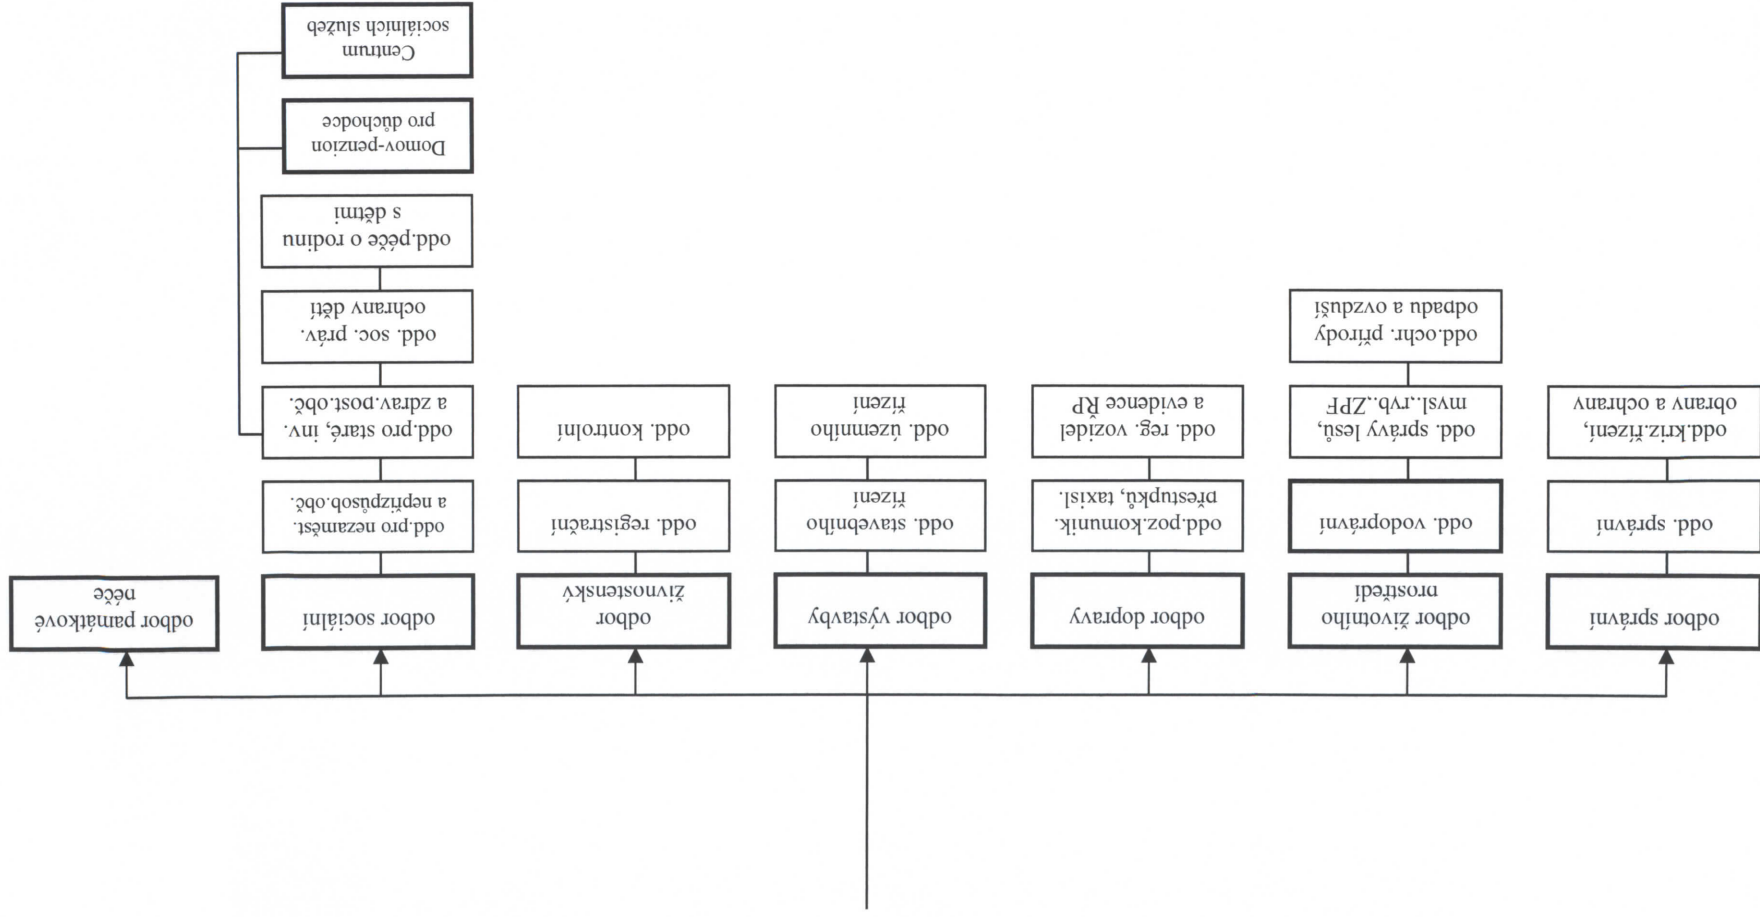 odbor správní
odbor životního
prostředí
odbor dopravy
odbor výstavby
odbor
živnostenský
odbor sociální
odbor památkové
péče
odd. správní
odd. vodoprávní
odd.poz.komunik.
přestupků, taxisl.
odd. stavebního
řízení
odd. registrační
odd.pro nezaměst.
a nepřizpůsob.obč.
odd.kriz.řízení,
obrany a ochrany
odd. správy lesů,
mysl.,ryb.,ZPF
odd. reg. vozidel
a evidence ŘP
odd. územního
řízení
odd. kontrolní
odd.pro staré, inv.
a zdrav.post.obč.
odd.ochr. přírody
odpadu a ovzduší
odd. soc. práv.
ochrany dětí
odd.péče o rodinu
s dětmi
Domov-penzion
pro důchodce
Centrum
sociálních služeb